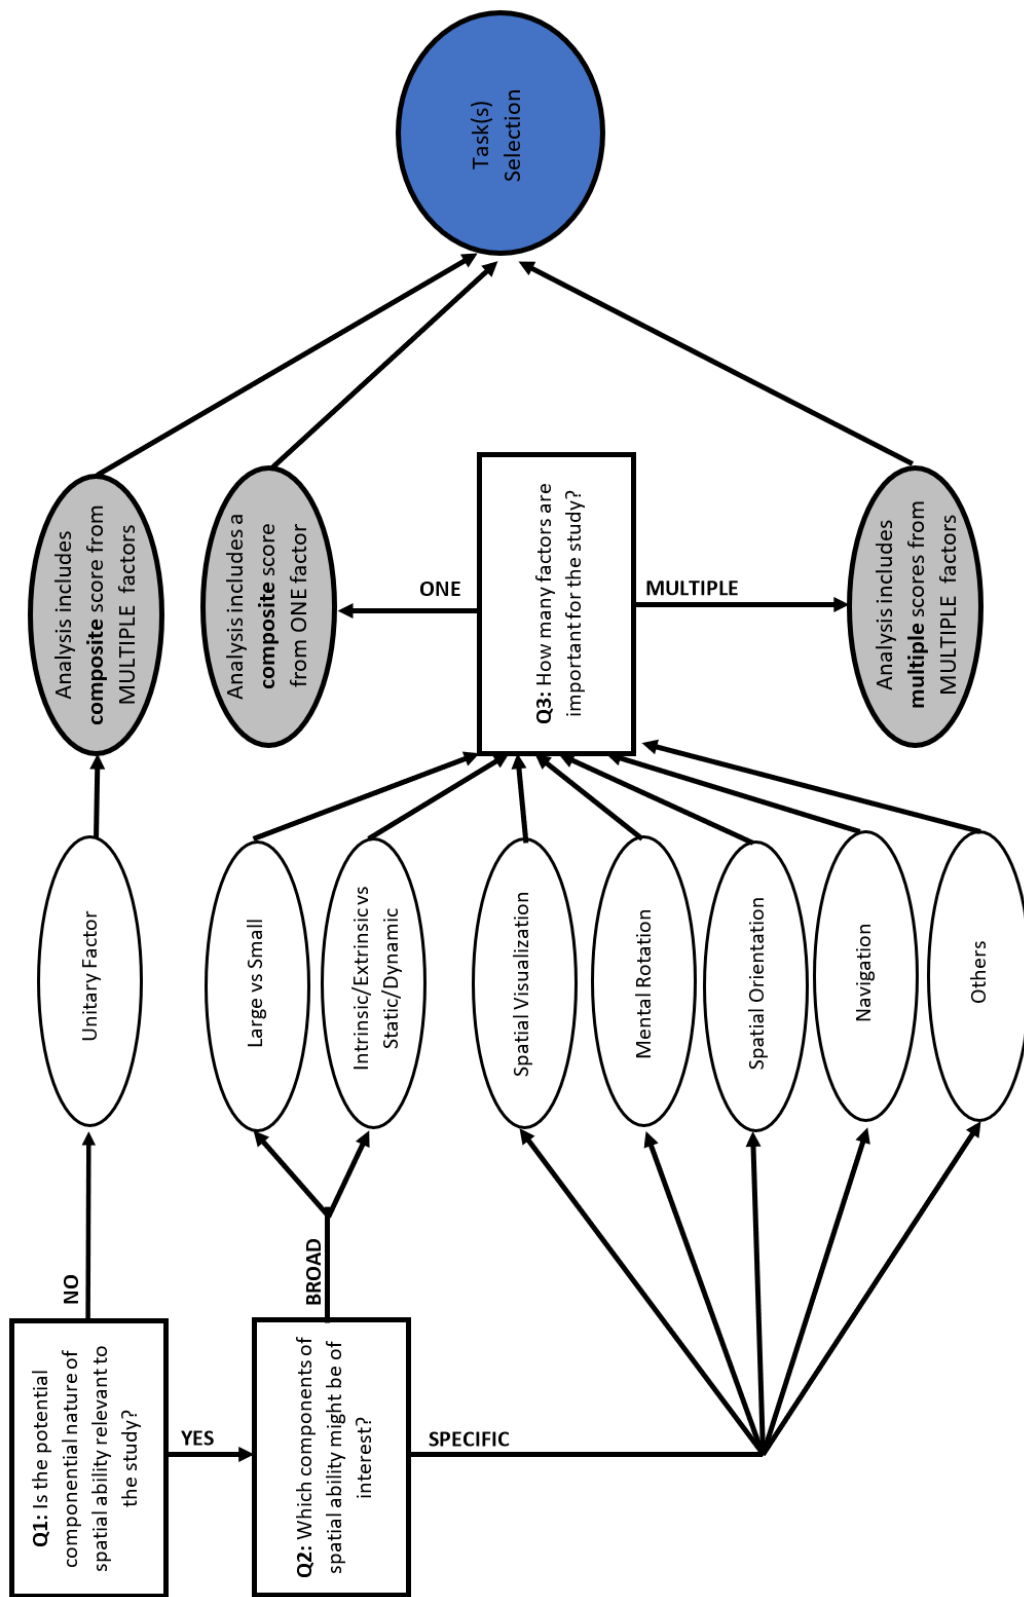 Q1: Is the potential
componential nature of
spatial ability relevant to
the study?
NO
YES
Q2: Which components of
spatial ability might be of
interest?
BROAD
SPECIFIC
Unitary Factor
Large vs Small
Intrinsic/Extrinsic vs
Static/Dynamic
Spatial Visualization
Mental Rotation
Spatial Orientation
Navigation
Others
Analysis includes
composite score from
MULTIPLE factors
Analysis includes a
composite score
from ONE factor
ONE
Q3: How many factors are
important for the study?
MULTIPLE
Analysis includes
multiple scores from
MULTIPLE factors
Task(s)
Selection